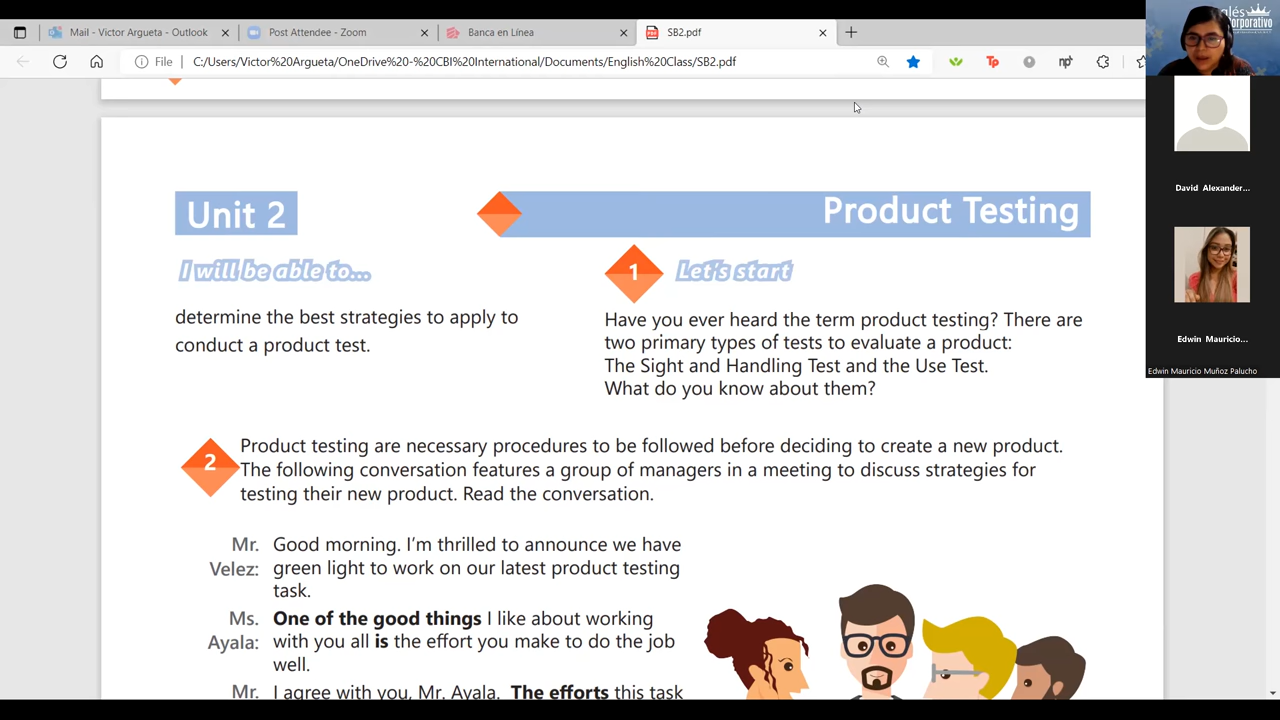 Mail - Victor Argueta - Outlook
Post Attendee - Zoom
Banca en Línea
SB2.pdf
File
C:/Users/Victor%20Argueta/OneDrive%20-%20CBI%20International/Documents/English%20Class/SB2.pdf
Unit 2
Product Testing
I will be able to...
determine the best strategies to apply to
conduct a product test.
1
Let's start
Have you ever heard the term product testing? There are
two primary types of tests to evaluate a product:
The Sight and Handling Test and the Use Test.
What do you know about them?
2
Product testing are necessary procedures to be followed before deciding to create a new product.
The following conversation features a group of managers in a meeting to discuss strategies for
testing their new product. Read the conversation.
Mr. Velez:
Good morning. I'm thrilled to announce we have
green light to work on our latest product testing
task.
Ms. Ayala:
One of the good things I like about working
with you all is the effort you make to do the job
well.
Mr.
I agree with you, Mr. Ayala. The efforts this task
glés
orporativo
David Alexander...
Edwin Mauricio...
Edwin Mauricio Muñoz Palucho